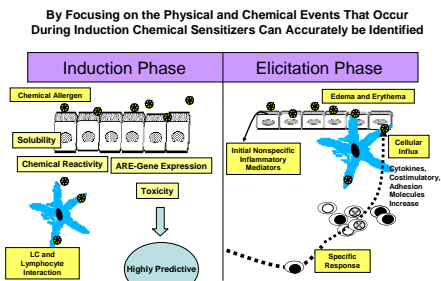 By Focusing on the Physical and Chemical Events That Occur
During Induction Chemical Sensitizers Can Accurately be Identified
Induction Phase
Elicitation Phase
Chemical Allergen
Solubility
Chemical Reactivity
ARE-Gene Expression
Toxicity
LC and
Lymphocyte
Interaction
Highly Predictive
Edema and Erythema
Initial Nonspecific
Inflammatory
Mediators
Cellular
Influx
Cytokines,
Costimulatory,
Adhesion
Molecules
Increase
Specific
Response